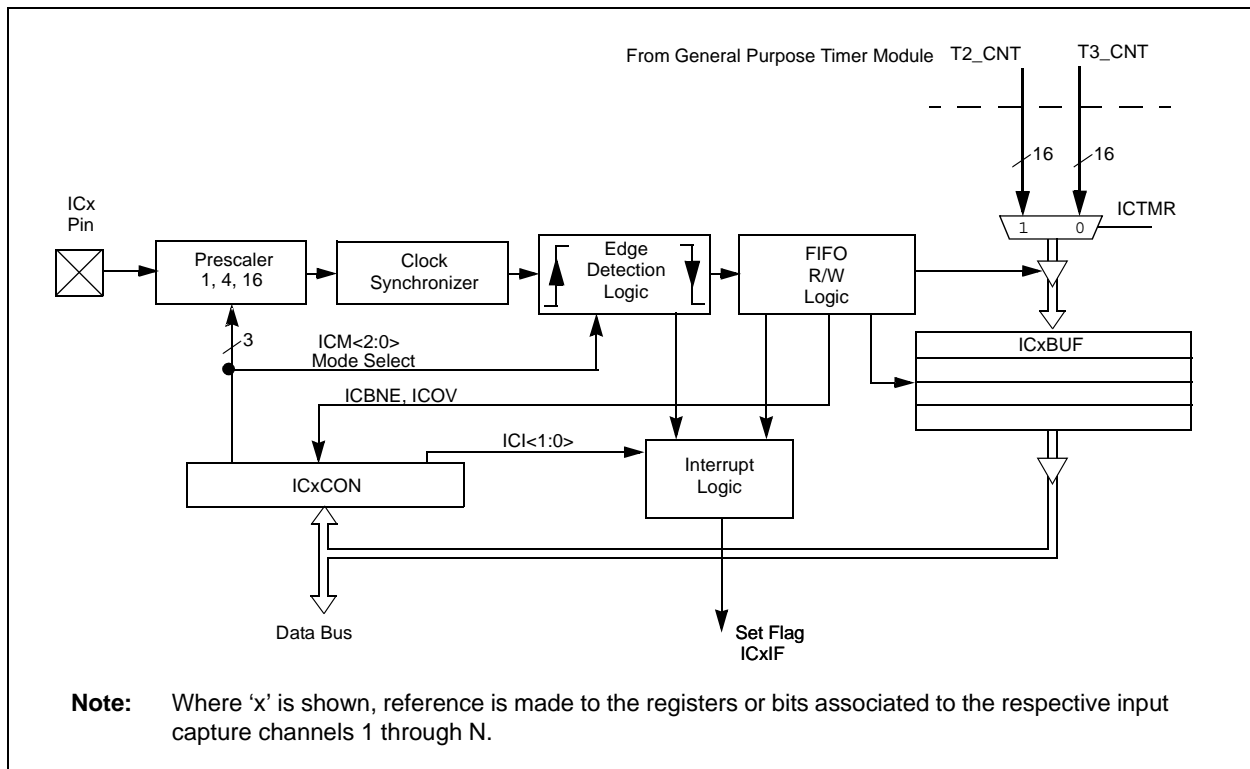 From General Purpose Timer Module
T2_CNT
T3_CNT
16
16
ICx
Pin
1
0
ICTMR
Prescaler
1, 4, 16
Clock
Synchronizer
Edge
Detection
Logic
FIFO
R/W
Logic
3
ICM<2:0>
Mode Select
ICxBUF
ICBNE, ICOV
ICI<1:0>
Interrupt
Logic
ICxCON
Data Bus
Set Flag
ICxIF
Note: Where ‘x’ is shown, reference is made to the registers or bits associated to the respective input
capture channels 1 through N.